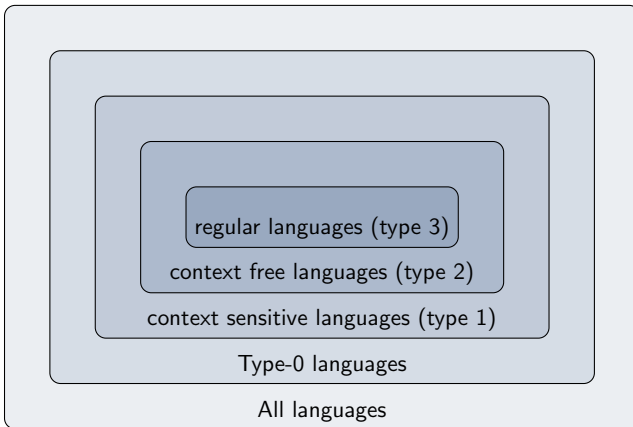 regular languages (type 3)
context free languages (type 2)
context sensitive languages (type 1)
Type-0 languages
All languages